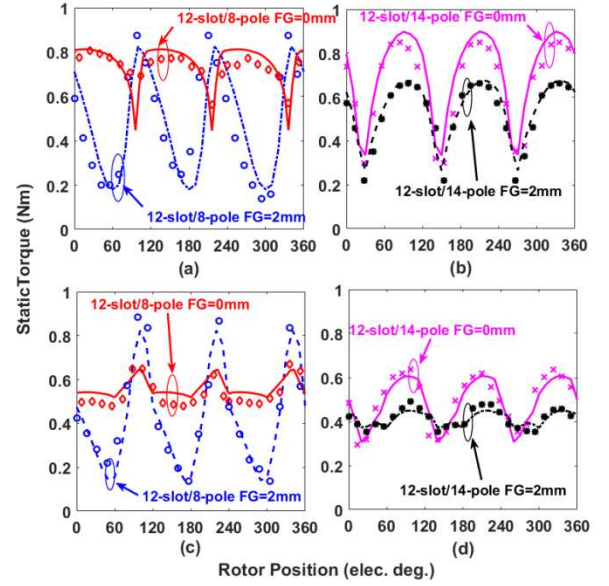 StaticTorque (Nm)
12-slot/8-pole FG=0mm
1
0.8
0.6
0.4
0.2
0
0 60 120 180 240 300 360
12-slot/8-pole FG=2mm
(a)
12-slot/14-pole FG=0mm
1
0.8
0.6
0.4
0.2
0
0 60 120 180 240 300 360
12-slot/14-pole FG=2mm
(b)
12-slot/8-pole FG=0mm
1
0.8
0.6
0.4
0.2
0
0 60 120 180 240 300 360
12-slot/8-pole FG=2mm
(c)
12-slot/14-pole FG=0mm
1
0.8
0.6
0.4
0.2
0
0 60 120 180 240 300 360
12-slot/14-pole FG=2mm
(d)
Rotor Position (elec. deg.)